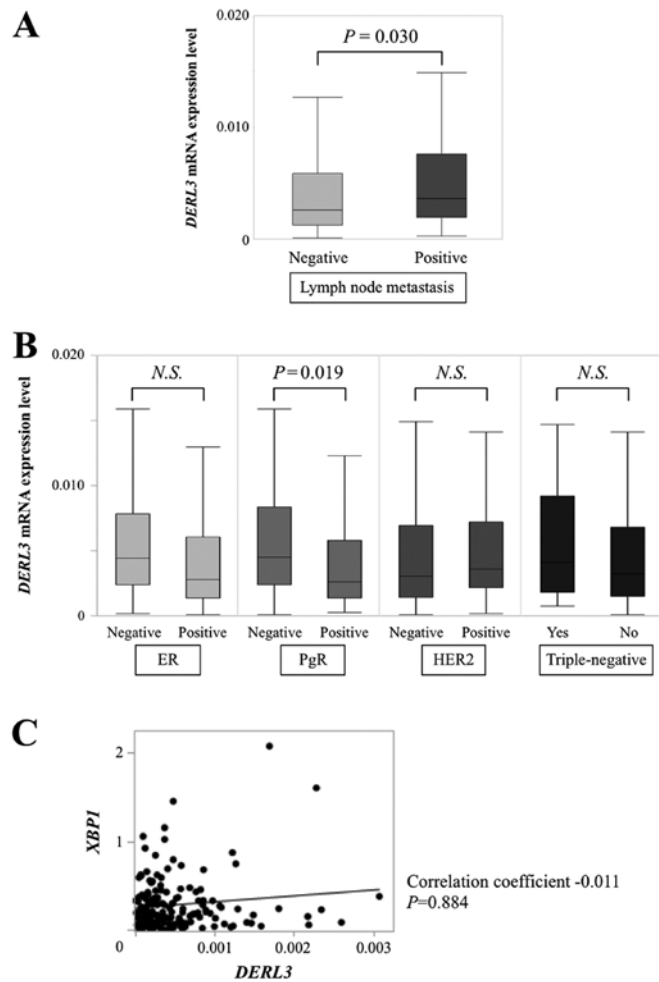 A
DERL3 mRNA expression level
0.020
0.010
0
P = 0.030
Negative Positive
Lymph node metastasis
B
DERL3 mRNA expression level
0.020
0.010
0
N.S. P=0.019 N.S. N.S.
Negative Positive Negative Positive Negative Positive Yes No
ER PgR HER2 Triple-negative
C
XBP1
2
1
0 0.001 0.002 0.003
DERL3
Correlation coefficient -0.011
P=0.884